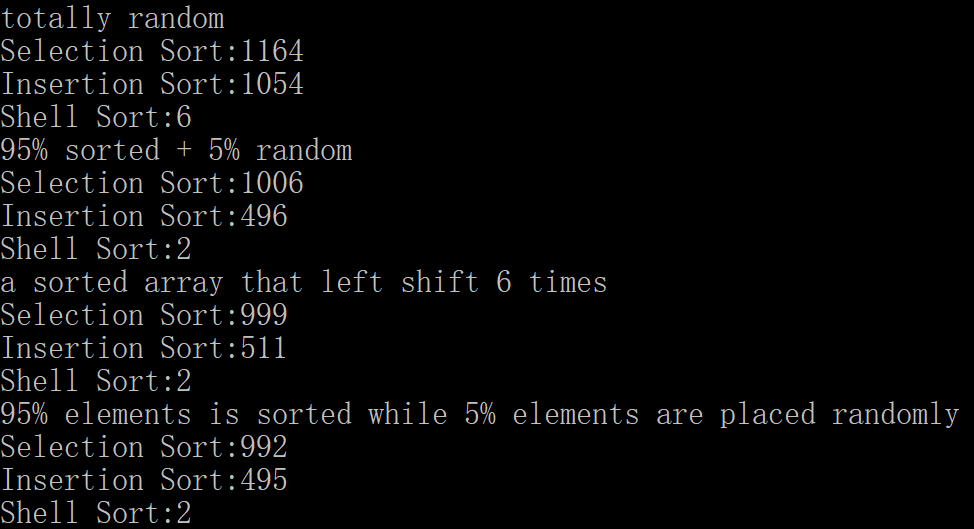 totally random
Selection Sort:1164
Insertion Sort:1054
Shell Sort:6
95% sorted + 5% random
Selection Sort:1006
Insertion Sort:496
Shell Sort:2
a sorted array that left shift 6 times
Selection Sort:999
Insertion Sort:511
Shell Sort:2
95% elements is sorted while 5% elements are placed randomly
Selection Sort:992
Insertion Sort:495
Shell Sort:2